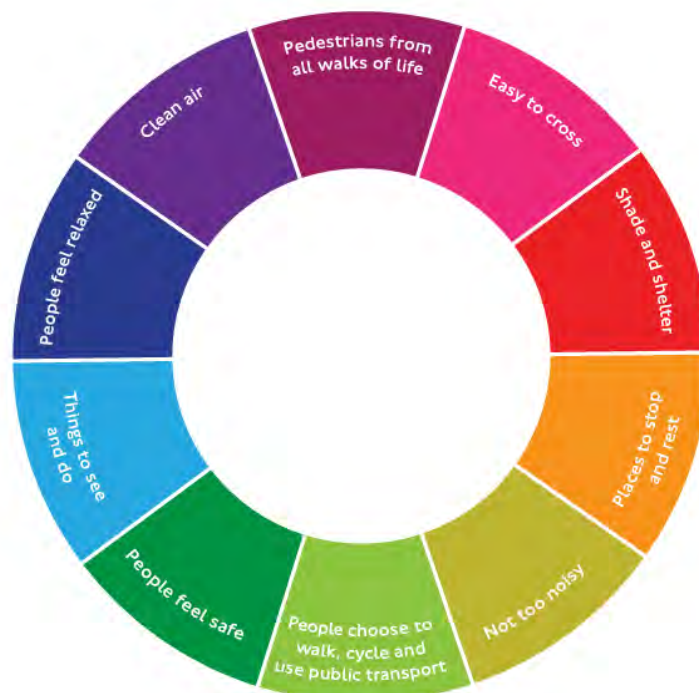 Pedestrians from
all walks of life
Easy to cross
Shade and shelter
Places to stop
and rest
Not too noisy
People choose to
walk, cycle and
use public transport
People feel safe
Things to see
and do
People feel relaxed
Clean air